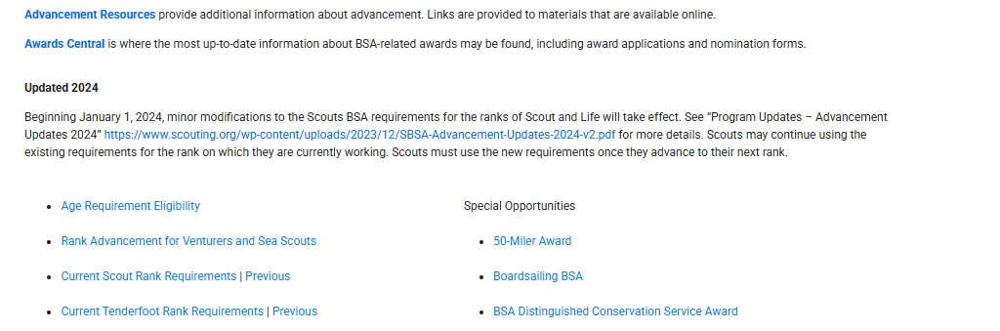 Advancement Resources provide additional information about advancement. Links are provided to materials that are available online.
Awards Central is where the most up-to-date information about BSA-related awards may be found, including award applications and nomination forms.
Updated 2024
Beginning January 1, 2024, minor modifications to the Scouts BSA requirements for the ranks of Scout and Life will take effect. See “Program Updates – Advancement
Updates 2024” https://www.scouting.org/wp-content/uploads/2023/12/SBSA-Advancement-Updates-2024-v2.pdf for more details. Scouts may continue using the
existing requirements for the rank on which they are currently working. Scouts must use the new requirements once they advance to their next rank.
• Age Requirement Eligibility
• Rank Advancement for Venturers and Sea Scouts
• Current Scout Rank Requirements | Previous
• Current Tenderfoot Rank Requirements | Previous
Special Opportunities
• 50-Miler Award
• Boardsailing BSA
• BSA Distinguished Conservation Service Award